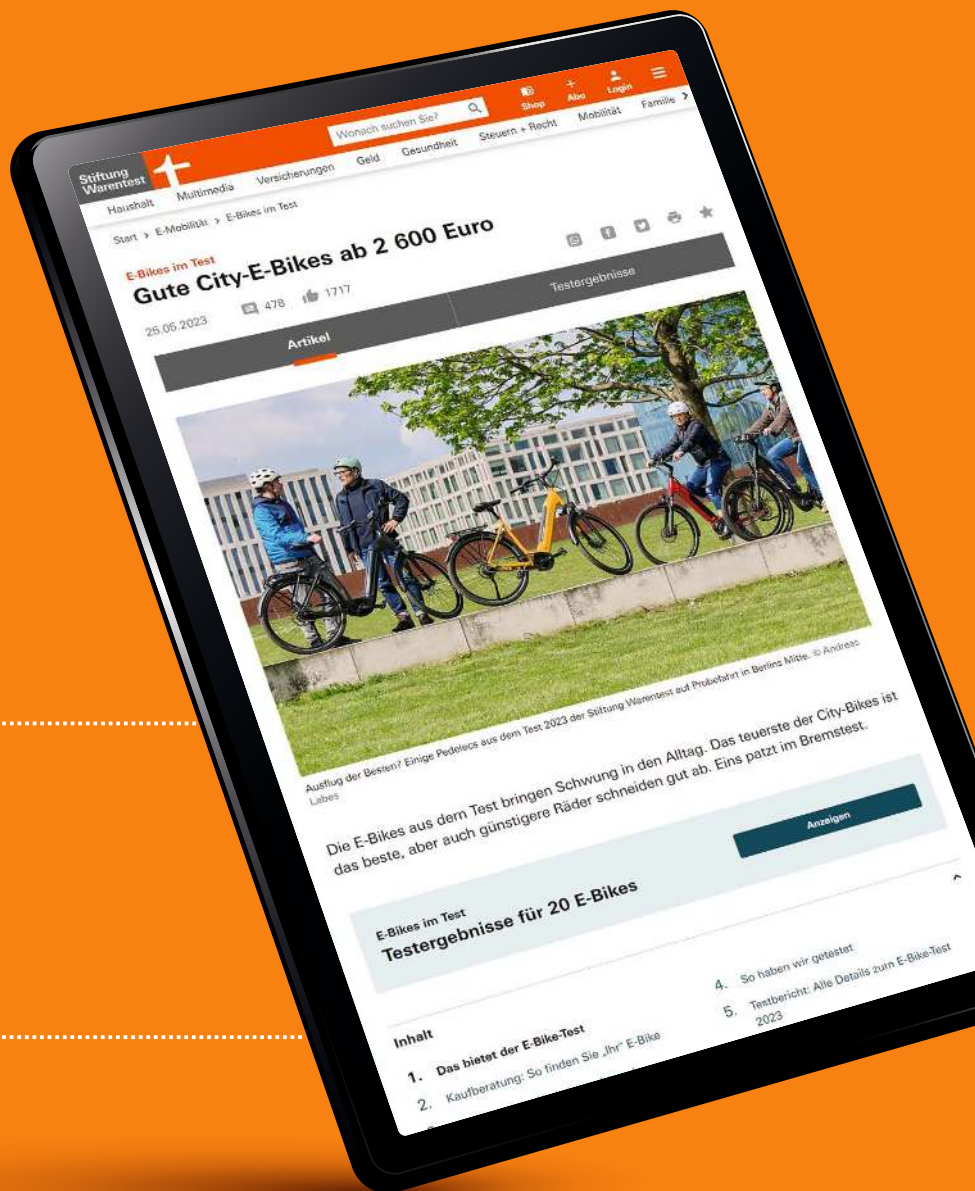 Stiftung
Warentest
Wonach suchen Sie?
Shop
Abo
Login
Haushalt
Multimedia
Versicherungen
Geld
Gesundheit
Steuern + Recht
Mobilität
Familie
Start > E-Mobilität > E-Bikes im Test
E-Bikes im Test
Gute City-E-Bikes ab 2 600 Euro
25.05.2023
478
1717
Artikel
Testergebnisse
Ausflug der Besten? Einige Pedelecs aus dem Test 2023 der Stiftung Warentest auf Probefahrt in Berlins Mitte. © Andreas
Labes
Die E-Bikes aus dem Test bringen Schwung in den Alltag. Das teuerste der City-Bikes ist
das beste, aber auch günstigere Räder schneiden gut ab. Eins patzt im Bremstest.
E-Bikes im Test
Testergebnisse für 20 E-Bikes
Anzeigen
Inhalt
1. Das bietet der E-Bike-Test
2. Kaufberatung: So finden Sie „Ihr" E-Bike
4. So haben wir getestet
5. Testbericht: Alle Details zum E-Bike-Test
2023